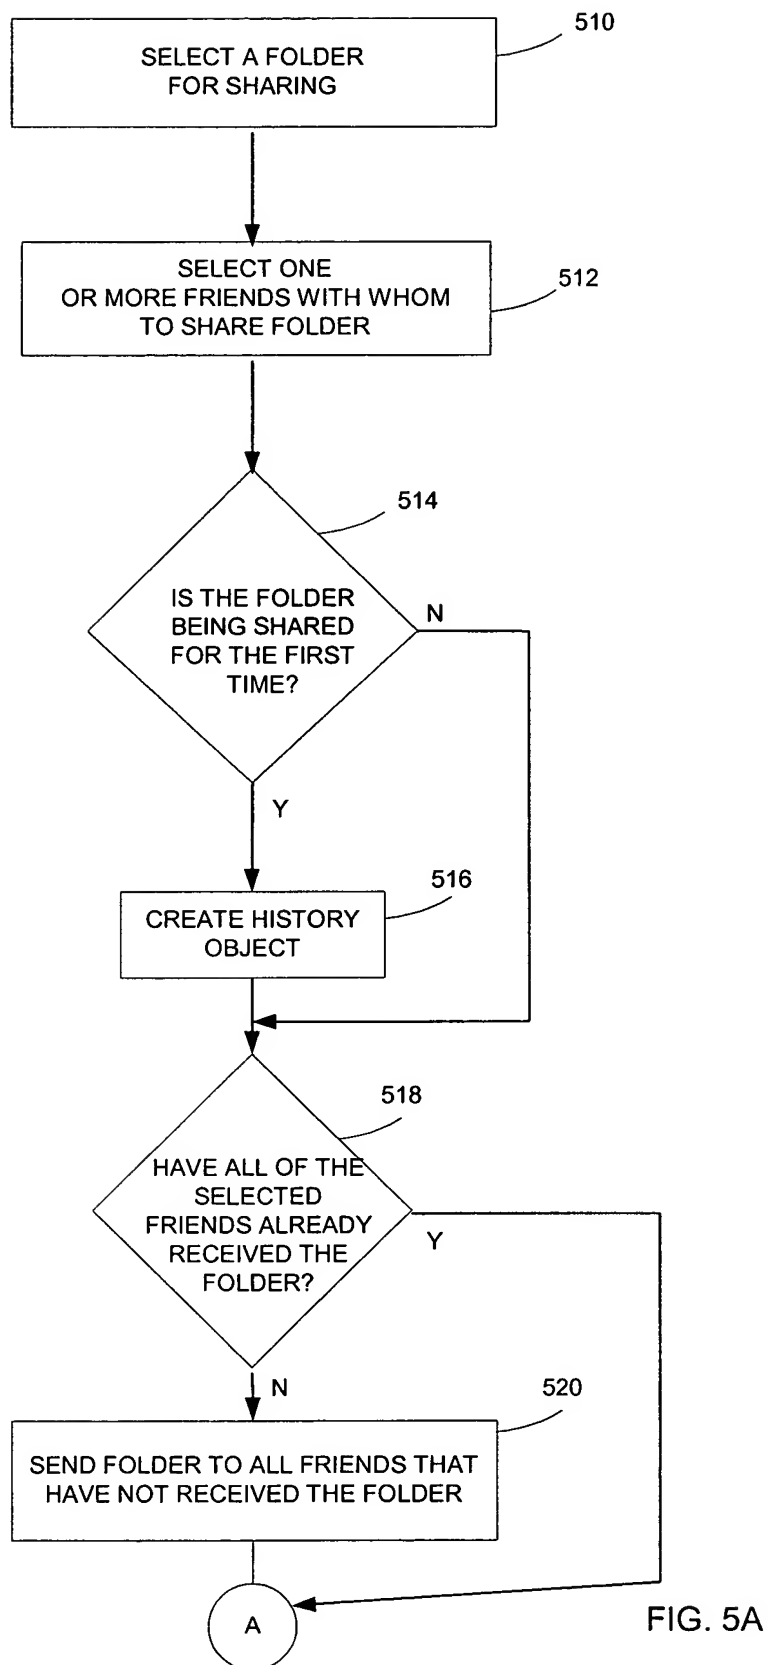 510
SELECT A FOLDER
FOR SHARING
512
SELECT ONE
OR MORE FRIENDS WITH WHOM
TO SHARE FOLDER
514
IS THE FOLDER
BEING SHARED
FOR THE FIRST
TIME?
N
Y
516
CREATE HISTORY
OBJECT
518
HAVE ALL OF THE
SELECTED
FRIENDS ALREADY
RECEIVED THE
FOLDER?
Y
N
520
SEND FOLDER TO ALL FRIENDS THAT
HAVE NOT RECEIVED THE FOLDER
A
FIG. 5A